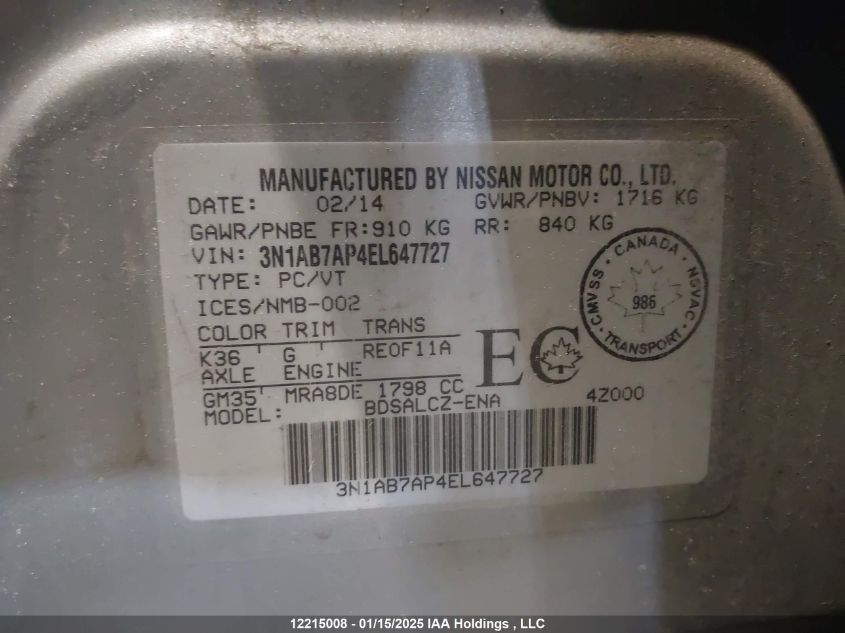 MANUFACTURED BY NISSAN MOTOR CO., LTD.
DATE: 02/14 GVWR/PNBV: 1716 KG
GAWR/PNBE FR:910 KG RR: 840 KG
VIN: 3N1AB7AP4EL647727
TYPE: PC/VT
ICES/NMB-002
COLOR TRIM TRANS
K36 ' G ' RE0F11A
AXLE ENGINE
GM35' MRA8DE 1798 CC
MODEL: BDSALCZ-ENA 4Z000
EC
CANADA
CMVSS · NSVAC
986
TRANSPORT
3N1AB7AP4EL647727
12215008 - 01/15/2025 IAA Holdings , LLC